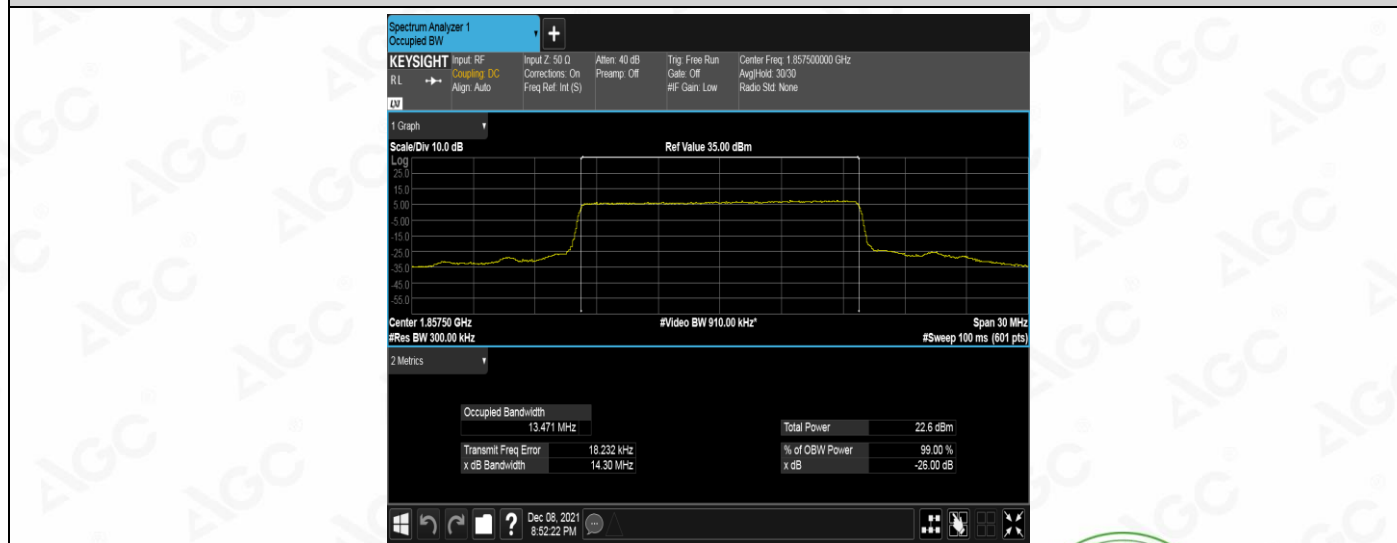 Spectrum Analyzer 1
Occupied BW
+
KEYSIGHT
RL
LXI
Input: RF
Coupling: DC
Align: Auto
Input Z: 50 Ω
Corrections: On
Freq Ref: Int (S)
Atten: 40 dB
Preamp: Off
Trig: Free Run
Gate: Off
#IF Gain: Low
Center Freq: 1.857500000 GHz
Avg|Hold: 30/30
Radio Std: None
1 Graph
Scale/Div 10.0 dB
Ref Value 35.00 dBm
Log
25.0
15.0
5.00
-5.00
-15.0
-25.0
-35.0
-45.0
-55.0
Center 1.85750 GHz
#Video BW 910.00 kHz*
Span 30 MHz
#Res BW 300.00 kHz
#Sweep 100 ms (601 pts)
2 Metrics
Occupied Bandwidth
13.471 MHz
Total Power 22.6 dBm
Transmit Freq Error 18.232 kHz
% of OBW Power 99.00 %
x dB Bandwidth 14.30 MHz
x dB -26.00 dB
?
Dec 08, 2021
8:52:22 PM
AGC